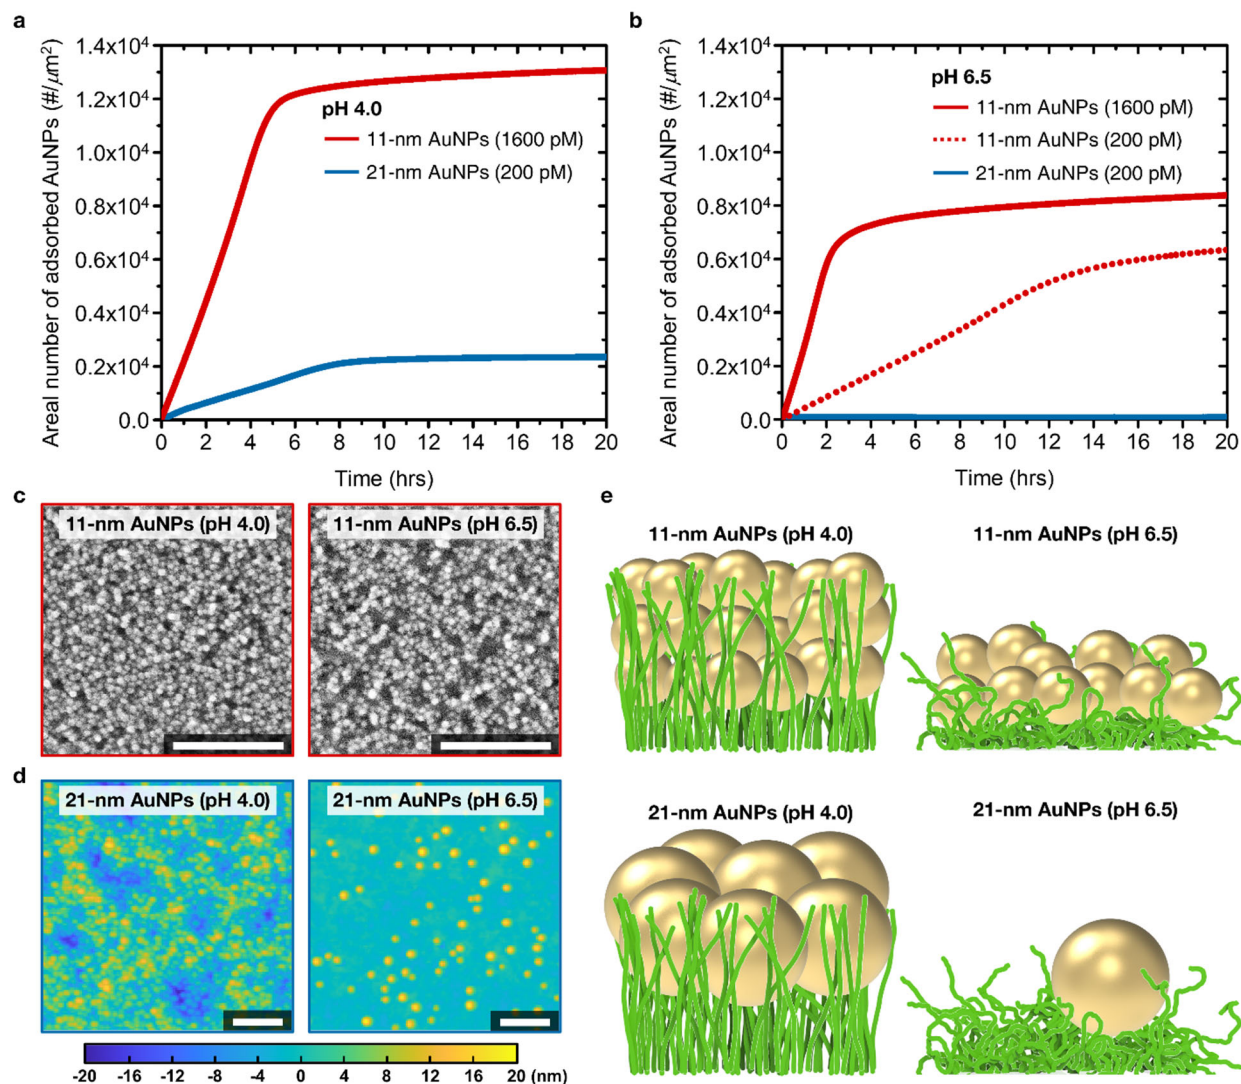 a
Areal number of adsorbed AuNPs (#/μm²)
1.4x10⁴
1.2x10⁴
1.0x10⁴
0.8x10⁴
0.6x10⁴
0.4x10⁴
0.2x10⁴
0.0
pH 4.0
11-nm AuNPs (1600 pM)
21-nm AuNPs (200 pM)
0 2 4 6 8 10 12 14 16 18 20
Time (hrs)
b
Areal number of adsorbed AuNPs (#/μm²)
1.4x10⁴
1.2x10⁴
1.0x10⁴
0.8x10⁴
0.6x10⁴
0.4x10⁴
0.2x10⁴
0.0
pH 6.5
11-nm AuNPs (1600 pM)
11-nm AuNPs (200 pM)
21-nm AuNPs (200 pM)
0 2 4 6 8 10 12 14 16 18 20
Time (hrs)
c
11-nm AuNPs (pH 4.0)
11-nm AuNPs (pH 6.5)
d
21-nm AuNPs (pH 4.0)
21-nm AuNPs (pH 6.5)
-20 -16 -12 -8 -4 0 4 8 12 16 20 (nm)
e
11-nm AuNPs (pH 4.0)
11-nm AuNPs (pH 6.5)
21-nm AuNPs (pH 4.0)
21-nm AuNPs (pH 6.5)